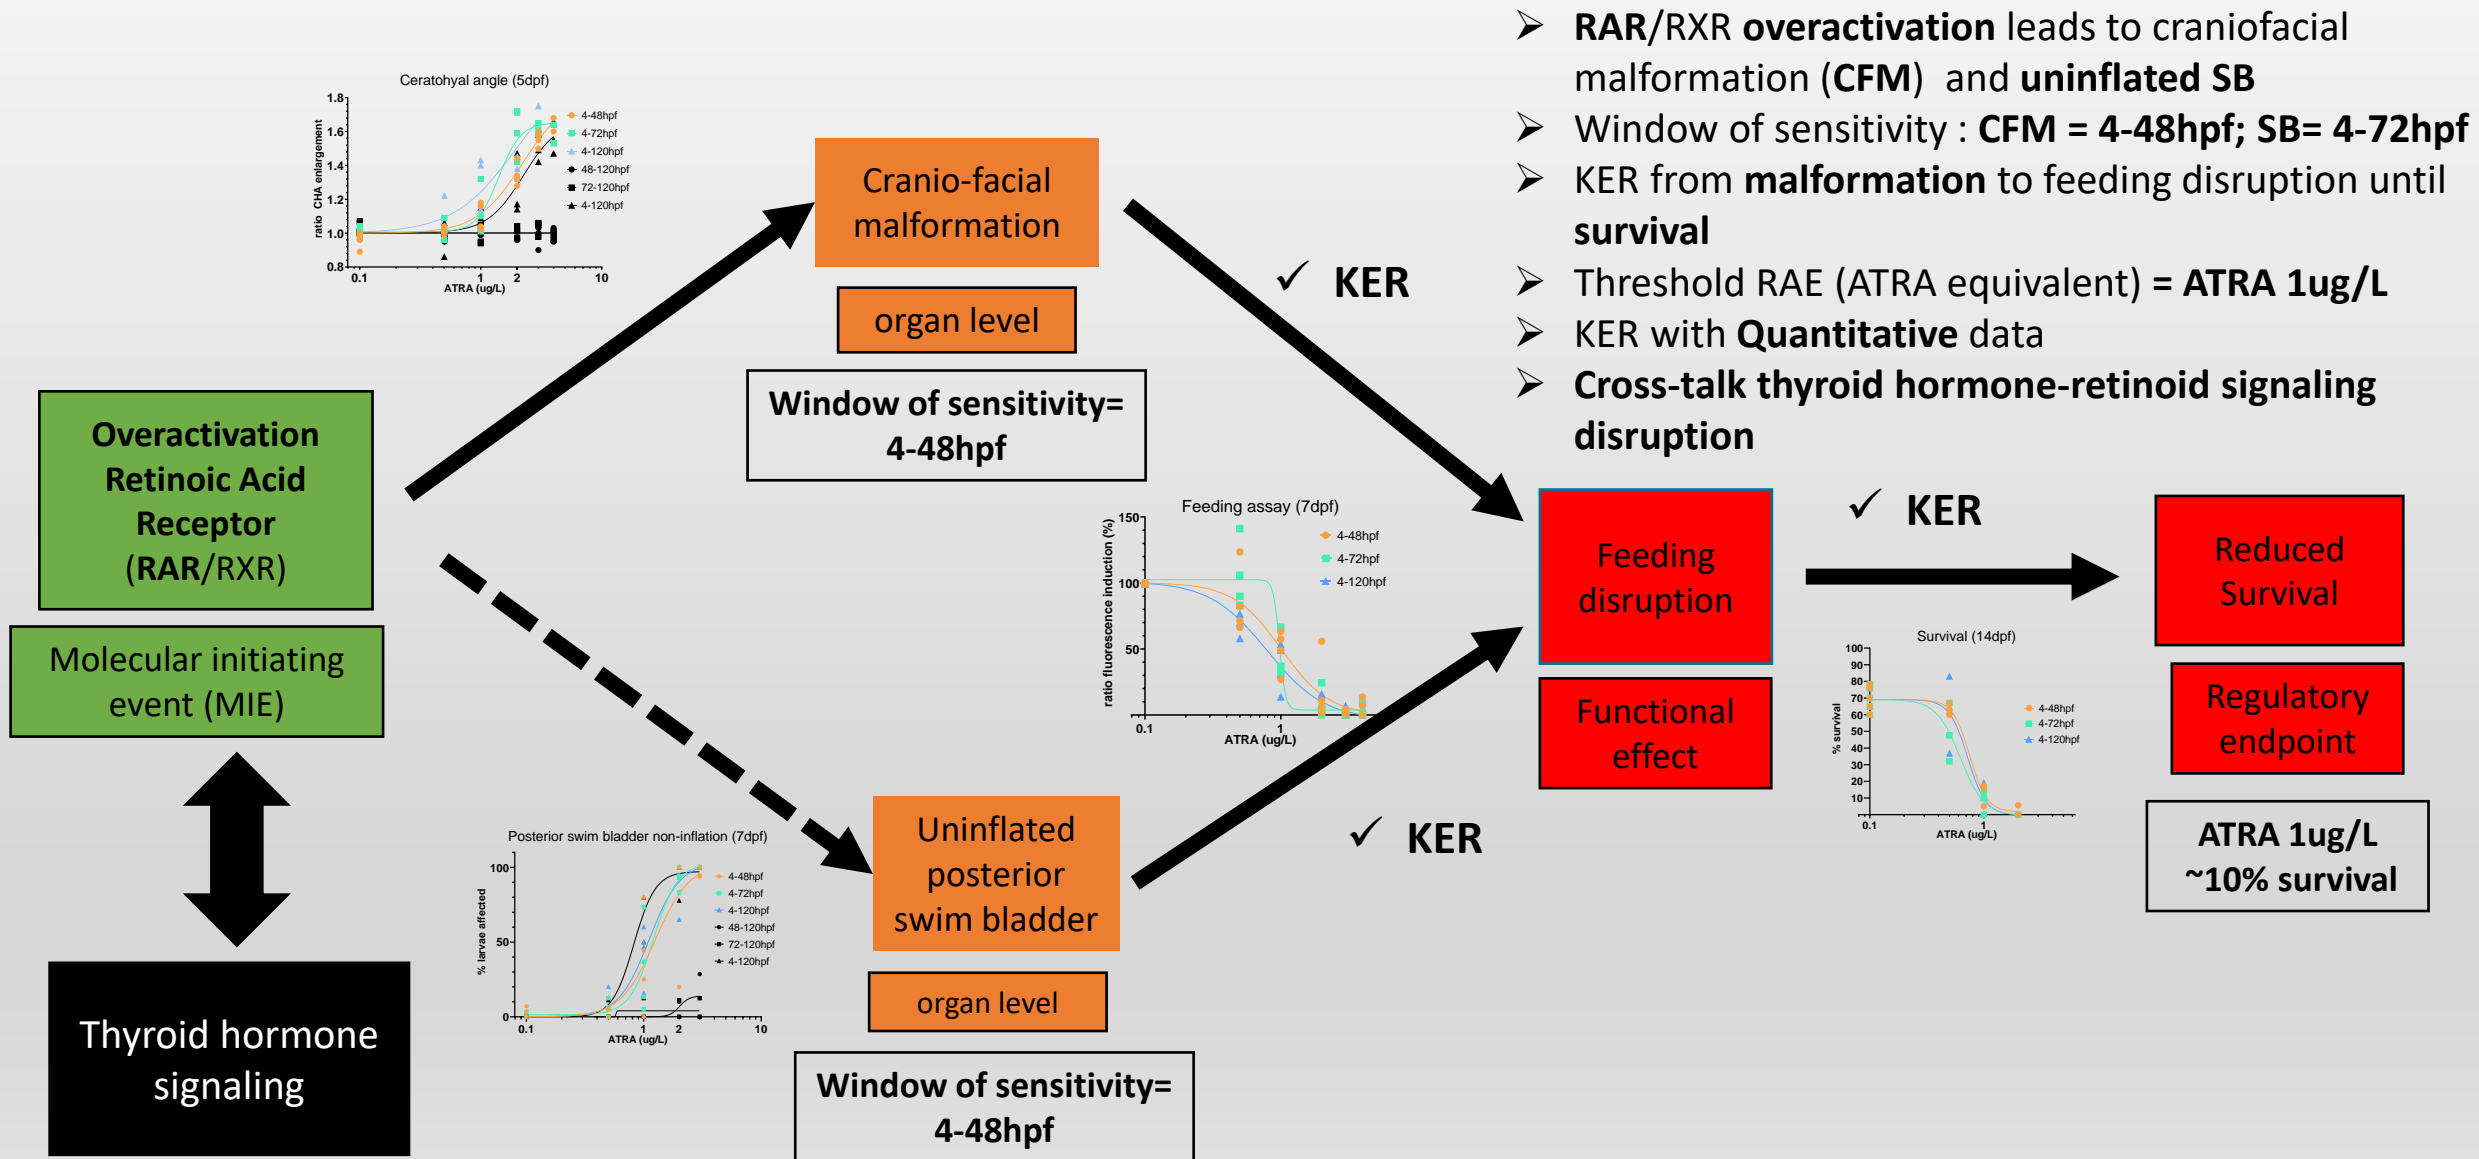 ➢ RAR/RXR overactivation leads to craniofacial
malformation (CFM) and uninflated SB
➢ Window of sensitivity : CFM = 4-48hpf; SB= 4-72hpf
➢ KER from malformation to feeding disruption until
survival
➢ Threshold RAE (ATRA equivalent) = ATRA 1ug/L
➢ KER with Quantitative data
➢ Cross-talk thyroid hormone-retinoid signaling
disruption
Ceratohyal angle (5dpf)
ratio CHA enlargement
1.8
1.6
1.4
1.2
1.0
0.8
0.1
1
2
10
ATRA (ug/L)
4-48hpf
4-72hpf
4-120hpf
48-120hpf
72-120hpf
4-120hpf
Cranio-facial
malformation
organ level
Window of sensitivity=
4-48hpf
✓ KER
Overactivation
Retinoic Acid
Receptor
(RAR/RXR)
Molecular initiating
event (MIE)
Thyroid hormone
signaling
Feeding assay (7dpf)
ratio fluorescence induction (%)
150
100
50
0.1
1
ATRA (ug/L)
4-48hpf
4-72hpf
4-120hpf
Feeding
disruption
Functional
effect
✓ KER
Reduced
Survival
Regulatory
endpoint
ATRA 1ug/L
~10% survival
Survival (14dpf)
% survival
100
90
80
70
60
50
40
30
20
10
0.1
1
ATRA (ug/L)
4-48hpf
4-72hpf
4-120hpf
Posterior swim bladder non-inflation (7dpf)
% larvae affected
100
50
0
0.1
1
2
10
ATRA (ug/L)
4-48hpf
4-72hpf
4-120hpf
48-120hpf
72-120hpf
4-120hpf
Uninflated
posterior
swim bladder
organ level
Window of sensitivity=
4-48hpf
✓ KER